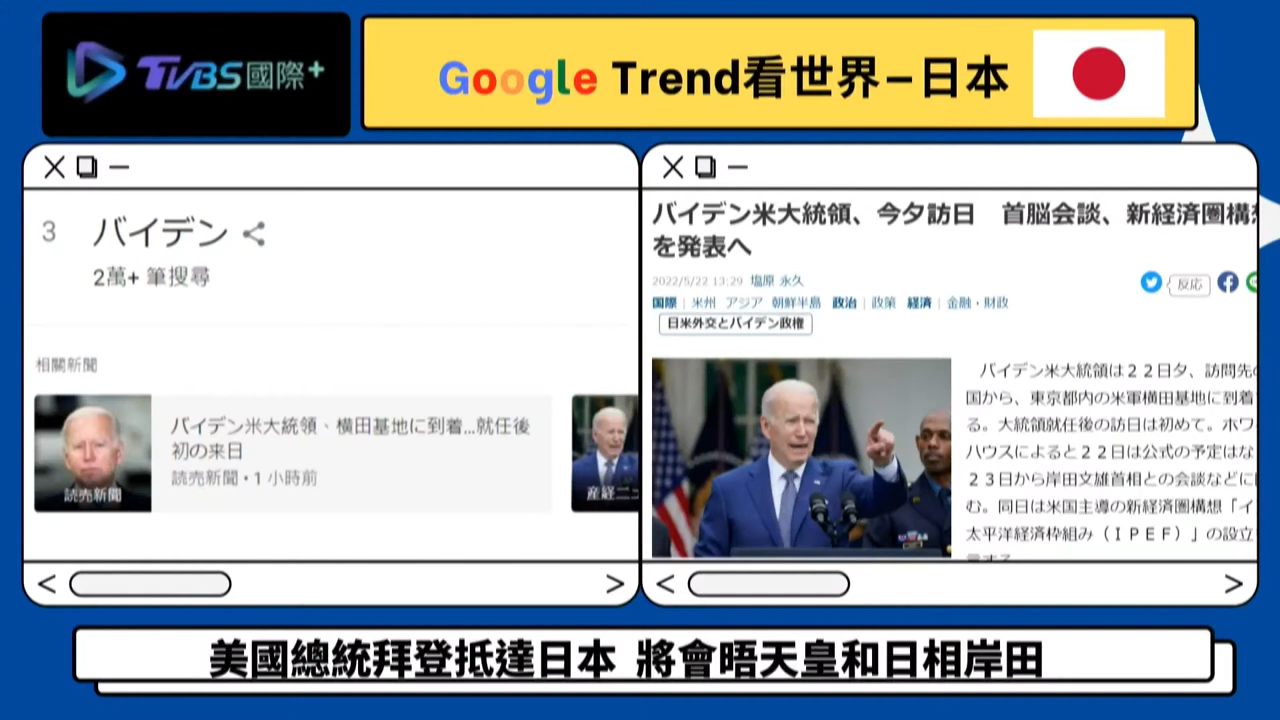 TVBS國際+
Google Trend看世界–日本
3 バイデン
2萬+ 筆搜尋
相關新聞
バイデン米大統領、横田基地に到着...就任後
初の来日
読売新聞・1 小時前
読売新聞
バイデン米大統領、今夕訪日　首脳会談、新経済圏構
を発表へ
2022/5/22 13:29 塩原 永久
反応
国際 | 米州 アジア 朝鮮半島 政治 | 政策 経済 | 金融・財政
日米外交とバイデン政権
バイデン米大統領は２２日夕、訪問先
国から、東京都内の米軍横田基地に到着
る。大統領就任後の訪日は初めて。ホワ
ハウスによると２２日は公式の予定はな
２３日から岸田文雄首相との会談などに
む。同日は米国主導の新経済圏構想「イ
太平洋経済枠組み（ＩＰＥＦ）」の設立
美國總統拜登抵達日本 將會晤天皇和日相岸田